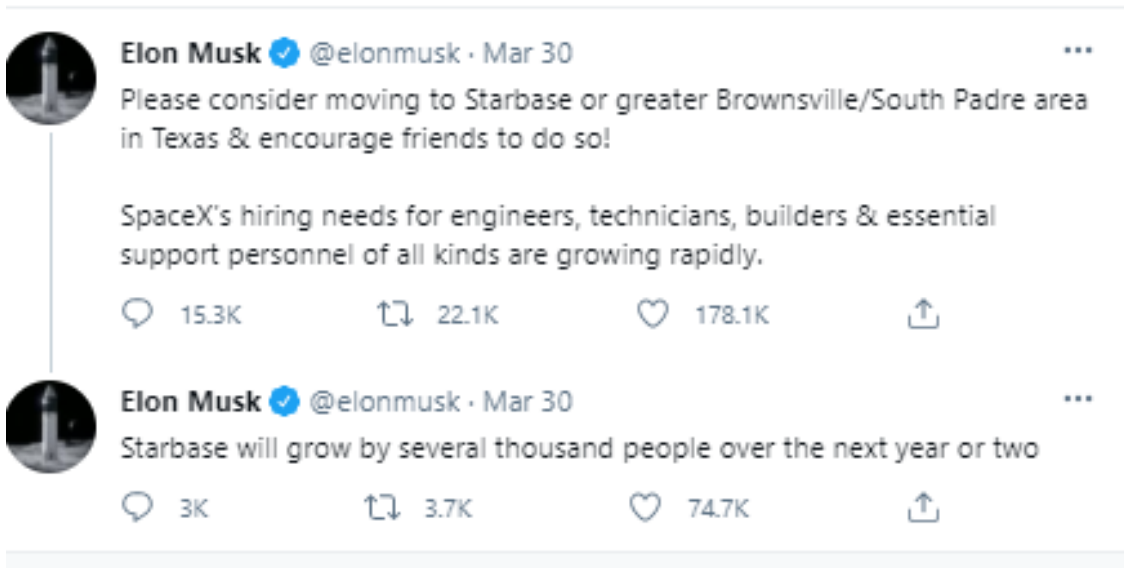 Elon Musk @elonmusk · Mar 30
Please consider moving to Starbase or greater Brownsville/South Padre area
in Texas & encourage friends to do so!
SpaceX's hiring needs for engineers, technicians, builders & essential
support personnel of all kinds are growing rapidly.
15.3K 22.1K 178.1K
Elon Musk @elonmusk · Mar 30
Starbase will grow by several thousand people over the next year or two
3K 3.7K 74.7K